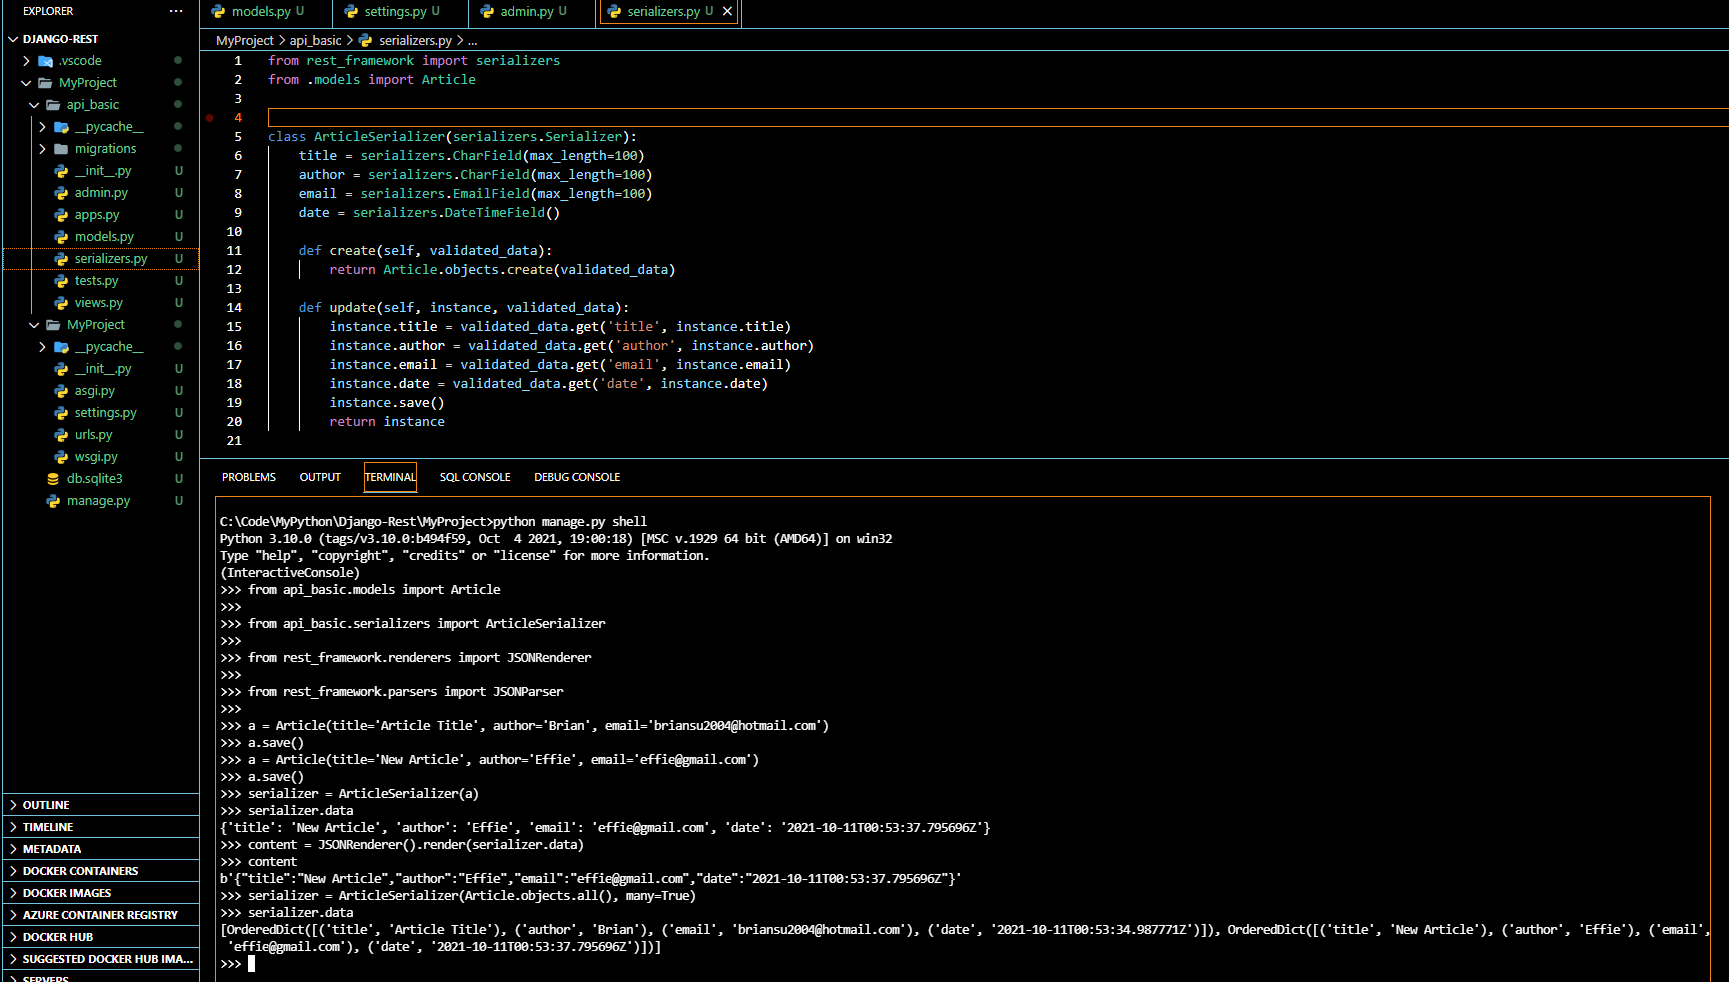 EXPLORER
DJANGO-REST
.vscode
MyProject
api_basic
__pycache__
migrations
__init__.py U
admin.py U
apps.py U
models.py U
serializers.py U
tests.py U
views.py U
MyProject
__pycache__
__init__.py U
asgi.py U
settings.py U
urls.py U
wsgi.py U
db.sqlite3 U
manage.py U
OUTLINE
TIMELINE
METADATA
DOCKER CONTAINERS
DOCKER IMAGES
AZURE CONTAINER REGISTRY
DOCKER HUB
SUGGESTED DOCKER HUB IMA...
SERVERS
models.py U settings.py U admin.py U serializers.py U
MyProject > api_basic > serializers.py > ...
1 from rest_framework import serializers
2 from .models import Article
3
4
5 class ArticleSerializer(serializers.Serializer):
6 title = serializers.CharField(max_length=100)
7 author = serializers.CharField(max_length=100)
8 email = serializers.EmailField(max_length=100)
9 date = serializers.DateTimeField()
10
11 def create(self, validated_data):
12 return Article.objects.create(validated_data)
13
14 def update(self, instance, validated_data):
15 instance.title = validated_data.get('title', instance.title)
16 instance.author = validated_data.get('author', instance.author)
17 instance.email = validated_data.get('email', instance.email)
18 instance.date = validated_data.get('date', instance.date)
19 instance.save()
20 return instance
21
PROBLEMS OUTPUT TERMINAL SQL CONSOLE DEBUG CONSOLE
C:\Code\MyPython\Django-Rest\MyProject>python manage.py shell
Python 3.10.0 (tags/v3.10.0:b494f59, Oct  4 2021, 19:00:18) [MSC v.1929 64 bit (AMD64)] on win32
Type "help", "copyright", "credits" or "license" for more information.
(InteractiveConsole)
>>> from api_basic.models import Article
>>>
>>> from api_basic.serializers import ArticleSerializer
>>>
>>> from rest_framework.renderers import JSONRenderer
>>>
>>> from rest_framework.parsers import JSONParser
>>>
>>> a = Article(title='Article Title', author='Brian', email='briansu2004@hotmail.com')
>>> a.save()
>>> a = Article(title='New Article', author='Effie', email='effie@gmail.com')
>>> a.save()
>>> serializer = ArticleSerializer(a)
>>> serializer.data
{'title': 'New Article', 'author': 'Effie', 'email': 'effie@gmail.com', 'date': '2021-10-11T00:53:37.795696Z'}
>>> content = JSONRenderer().render(serializer.data)
>>> content
b'{"title":"New Article","author":"Effie","email":"effie@gmail.com","date":"2021-10-11T00:53:37.795696Z"}'
>>> serializer = ArticleSerializer(Article.objects.all(), many=True)
>>> serializer.data
[OrderedDict([('title', 'Article Title'), ('author', 'Brian'), ('email', 'briansu2004@hotmail.com'), ('date', '2021-10-11T00:53:34.987771Z')]), OrderedDict([('title', 'New Article'), ('author', 'Effie'), ('email',
'effie@gmail.com'), ('date', '2021-10-11T00:53:37.795696Z')])]
>>>